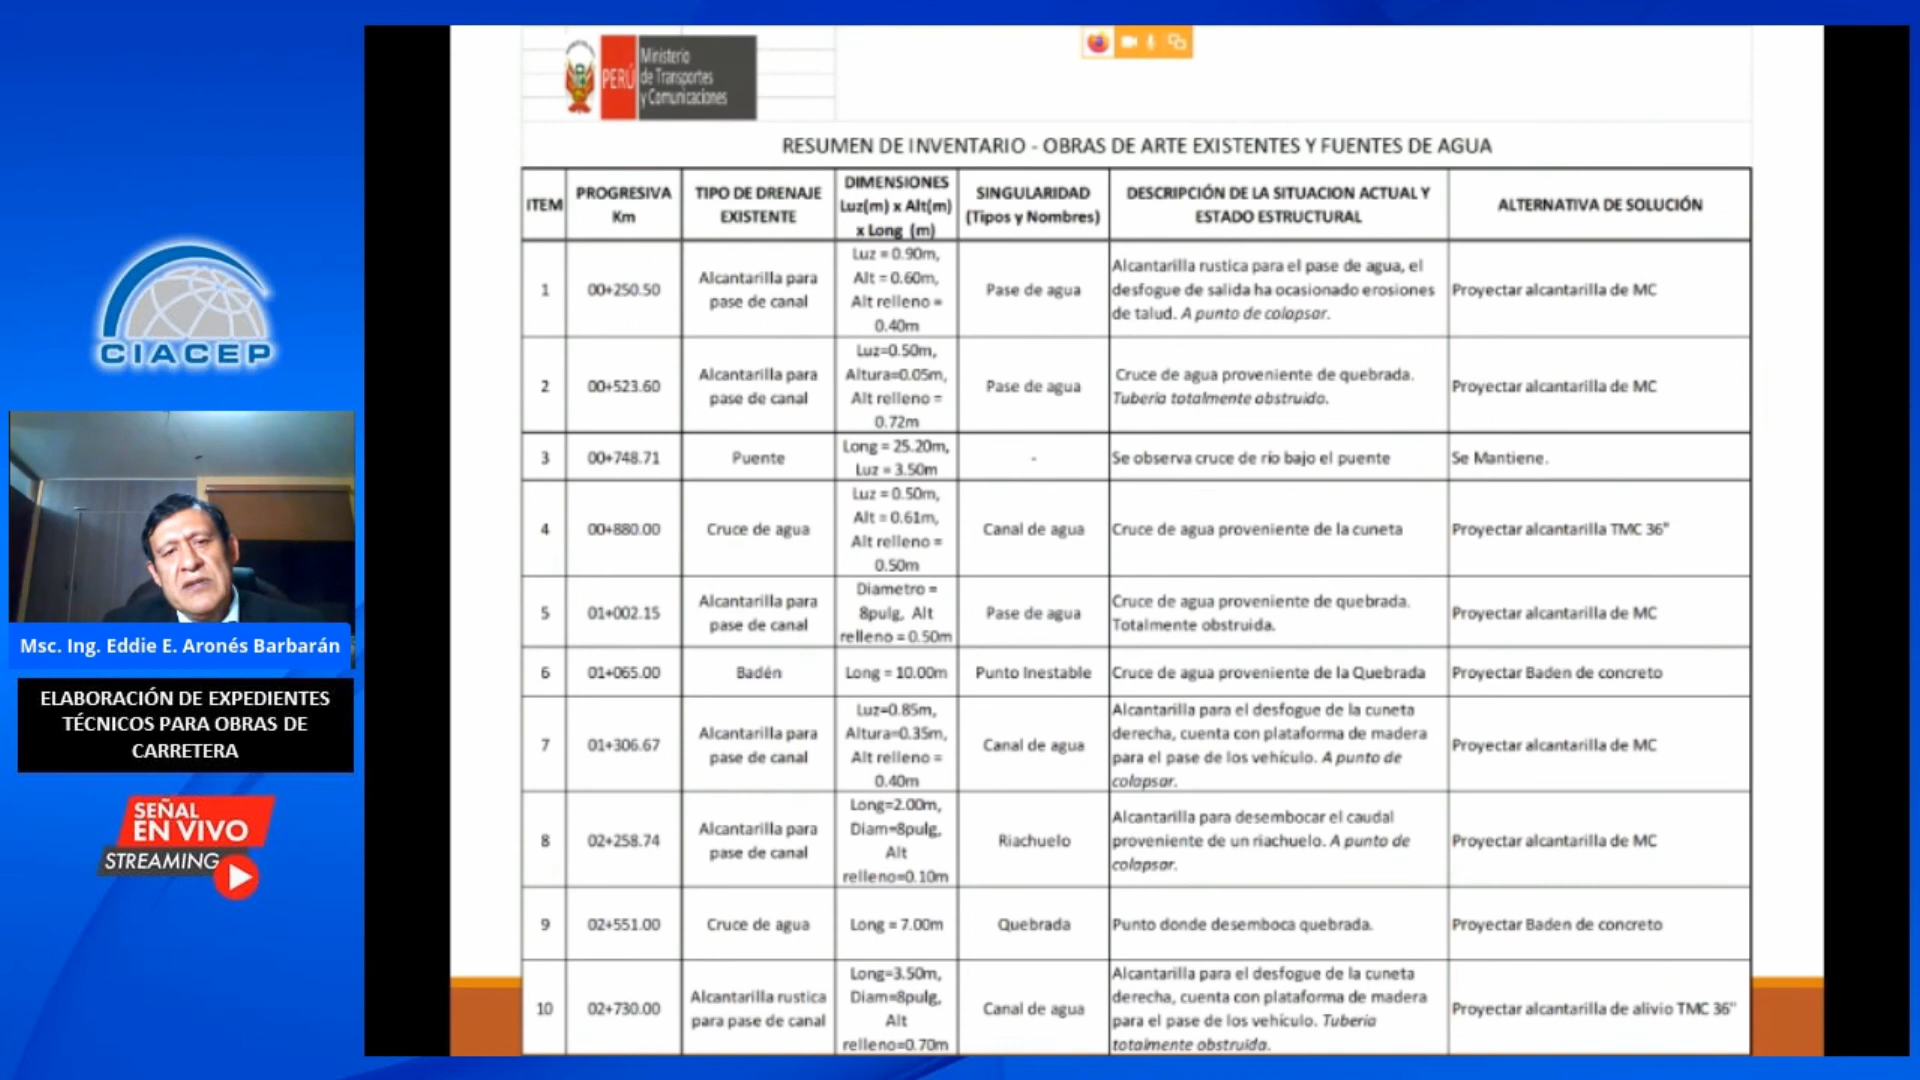 PERÚ
Ministerio
de Transportes
y Comunicaciones
RESUMEN DE INVENTARIO - OBRAS DE ARTE EXISTENTES Y FUENTES DE AGUA
ITEM
PROGRESIVA
Km
TIPO DE DRENAJE
EXISTENTE
DIMENSIONES
Luz(m) x Alt(m)
x Long (m)
SINGULARIDAD
(Tipos y Nombres)
DESCRIPCIÓN DE LA SITUACION ACTUAL Y
ESTADO ESTRUCTURAL
ALTERNATIVA DE SOLUCIÓN
1
00+250.50
Alcantarilla para
pase de canal
Luz = 0.90m,
Alt = 0.60m,
Alt relleno =
0.40m
Pase de agua
Alcantarilla rustica para el pase de agua, el
desfogue de salida ha ocasionado erosiones
de talud. A punto de colapsar.
Proyectar alcantarilla de MC
2
00+523.60
Alcantarilla para
pase de canal
Luz=0.50m,
Altura=0.05m,
Alt relleno =
0.72m
Pase de agua
Cruce de agua proveniente de quebrada.
Tuberia totalmente obstruido.
Proyectar alcantarilla de MC
3
00+748.71
Puente
Long = 25.20m,
Luz = 3.50m
-
Se observa cruce de río bajo el puente
Se Mantiene.
4
00+880.00
Cruce de agua
Luz = 0.50m,
Alt = 0.61m,
Alt relleno =
0.50m
Canal de agua
Cruce de agua proveniente de la cuneta
Proyectar alcantarilla TMC 36"
5
01+002.15
Alcantarilla para
pase de canal
Diametro =
8pulg, Alt
relleno = 0.50m
Pase de agua
Cruce de agua proveniente de quebrada.
Totalmente obstruida.
Proyectar alcantarilla de MC
6
01+065.00
Badén
Long = 10.00m
Punto Inestable
Cruce de agua proveniente de la Quebrada
Proyectar Baden de concreto
7
01+306.67
Alcantarilla para
pase de canal
Luz=0.85m,
Altura=0.35m,
Alt relleno =
0.40m
Canal de agua
Alcantarilla para el desfogue de la cuneta
derecha, cuenta con plataforma de madera
para el pase de los vehículo. A punto de
colapsar.
Proyectar alcantarilla de MC
8
02+258.74
Alcantarilla para
pase de canal
Long=2.00m,
Diam=8pulg,
Alt
relleno=0.10m
Riachuelo
Alcantarilla para desembocar el caudal
proveniente de un riachuelo. A punto de
colapsar.
Proyectar alcantarilla de MC
9
02+551.00
Cruce de agua
Long = 7.00m
Quebrada
Punto donde desemboca quebrada.
Proyectar Baden de concreto
10
02+730.00
Alcantarilla rustica
para pase de canal
Long=3.50m,
Diam=8pulg,
Alt
relleno=0.70m
Canal de agua
Alcantarilla para el desfogue de la cuneta
derecha, cuenta con plataforma de madera
para el pase de los vehículo. Tuberia
totalmente obstruida.
Proyectar alcantarilla de alivio TMC 36"
CIACEP
Msc. Ing. Eddie E. Aronés Barbarán
ELABORACIÓN DE EXPEDIENTES
TÉCNICOS PARA OBRAS DE
CARRETERA
SEÑAL
EN VIVO
STREAMING